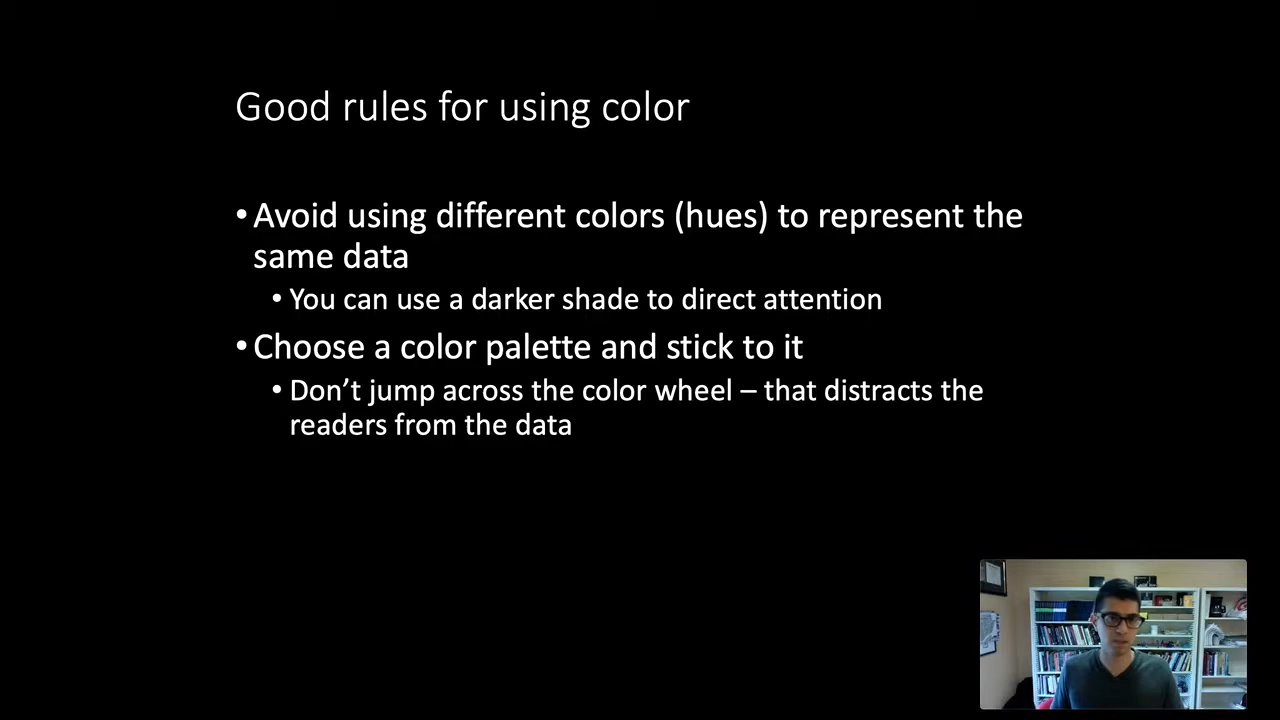 Good rules for using color
•Avoid using different colors (hues) to represent the
same data
• You can use a darker shade to direct attention
•Choose a color palette and stick to it
• Don’t jump across the color wheel – that distracts the
readers from the data